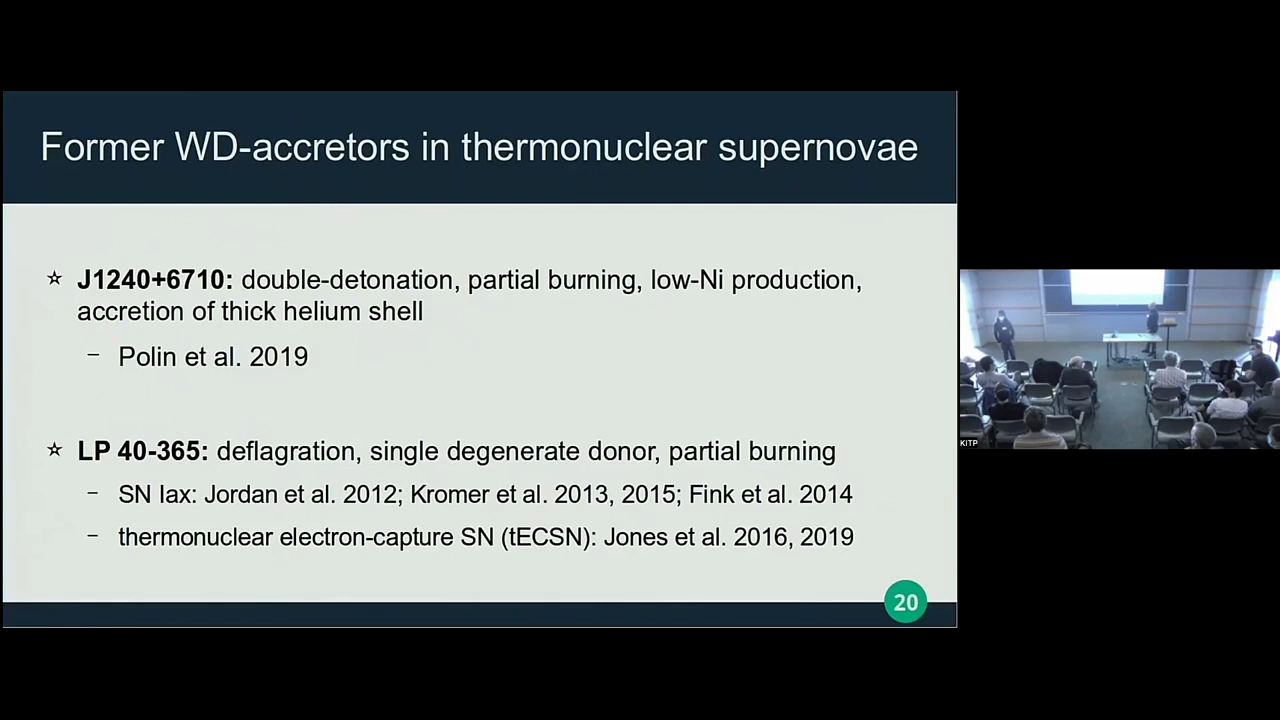 Former WD-accretors in thermonuclear supernovae
☆ J1240+6710: double-detonation, partial burning, low-Ni production,
accretion of thick helium shell
– Polin et al. 2019
☆ LP 40-365: deflagration, single degenerate donor, partial burning
– SN Iax: Jordan et al. 2012; Kromer et al. 2013, 2015; Fink et al. 2014
– thermonuclear electron-capture SN (tECSN): Jones et al. 2016, 2019
20
KITP